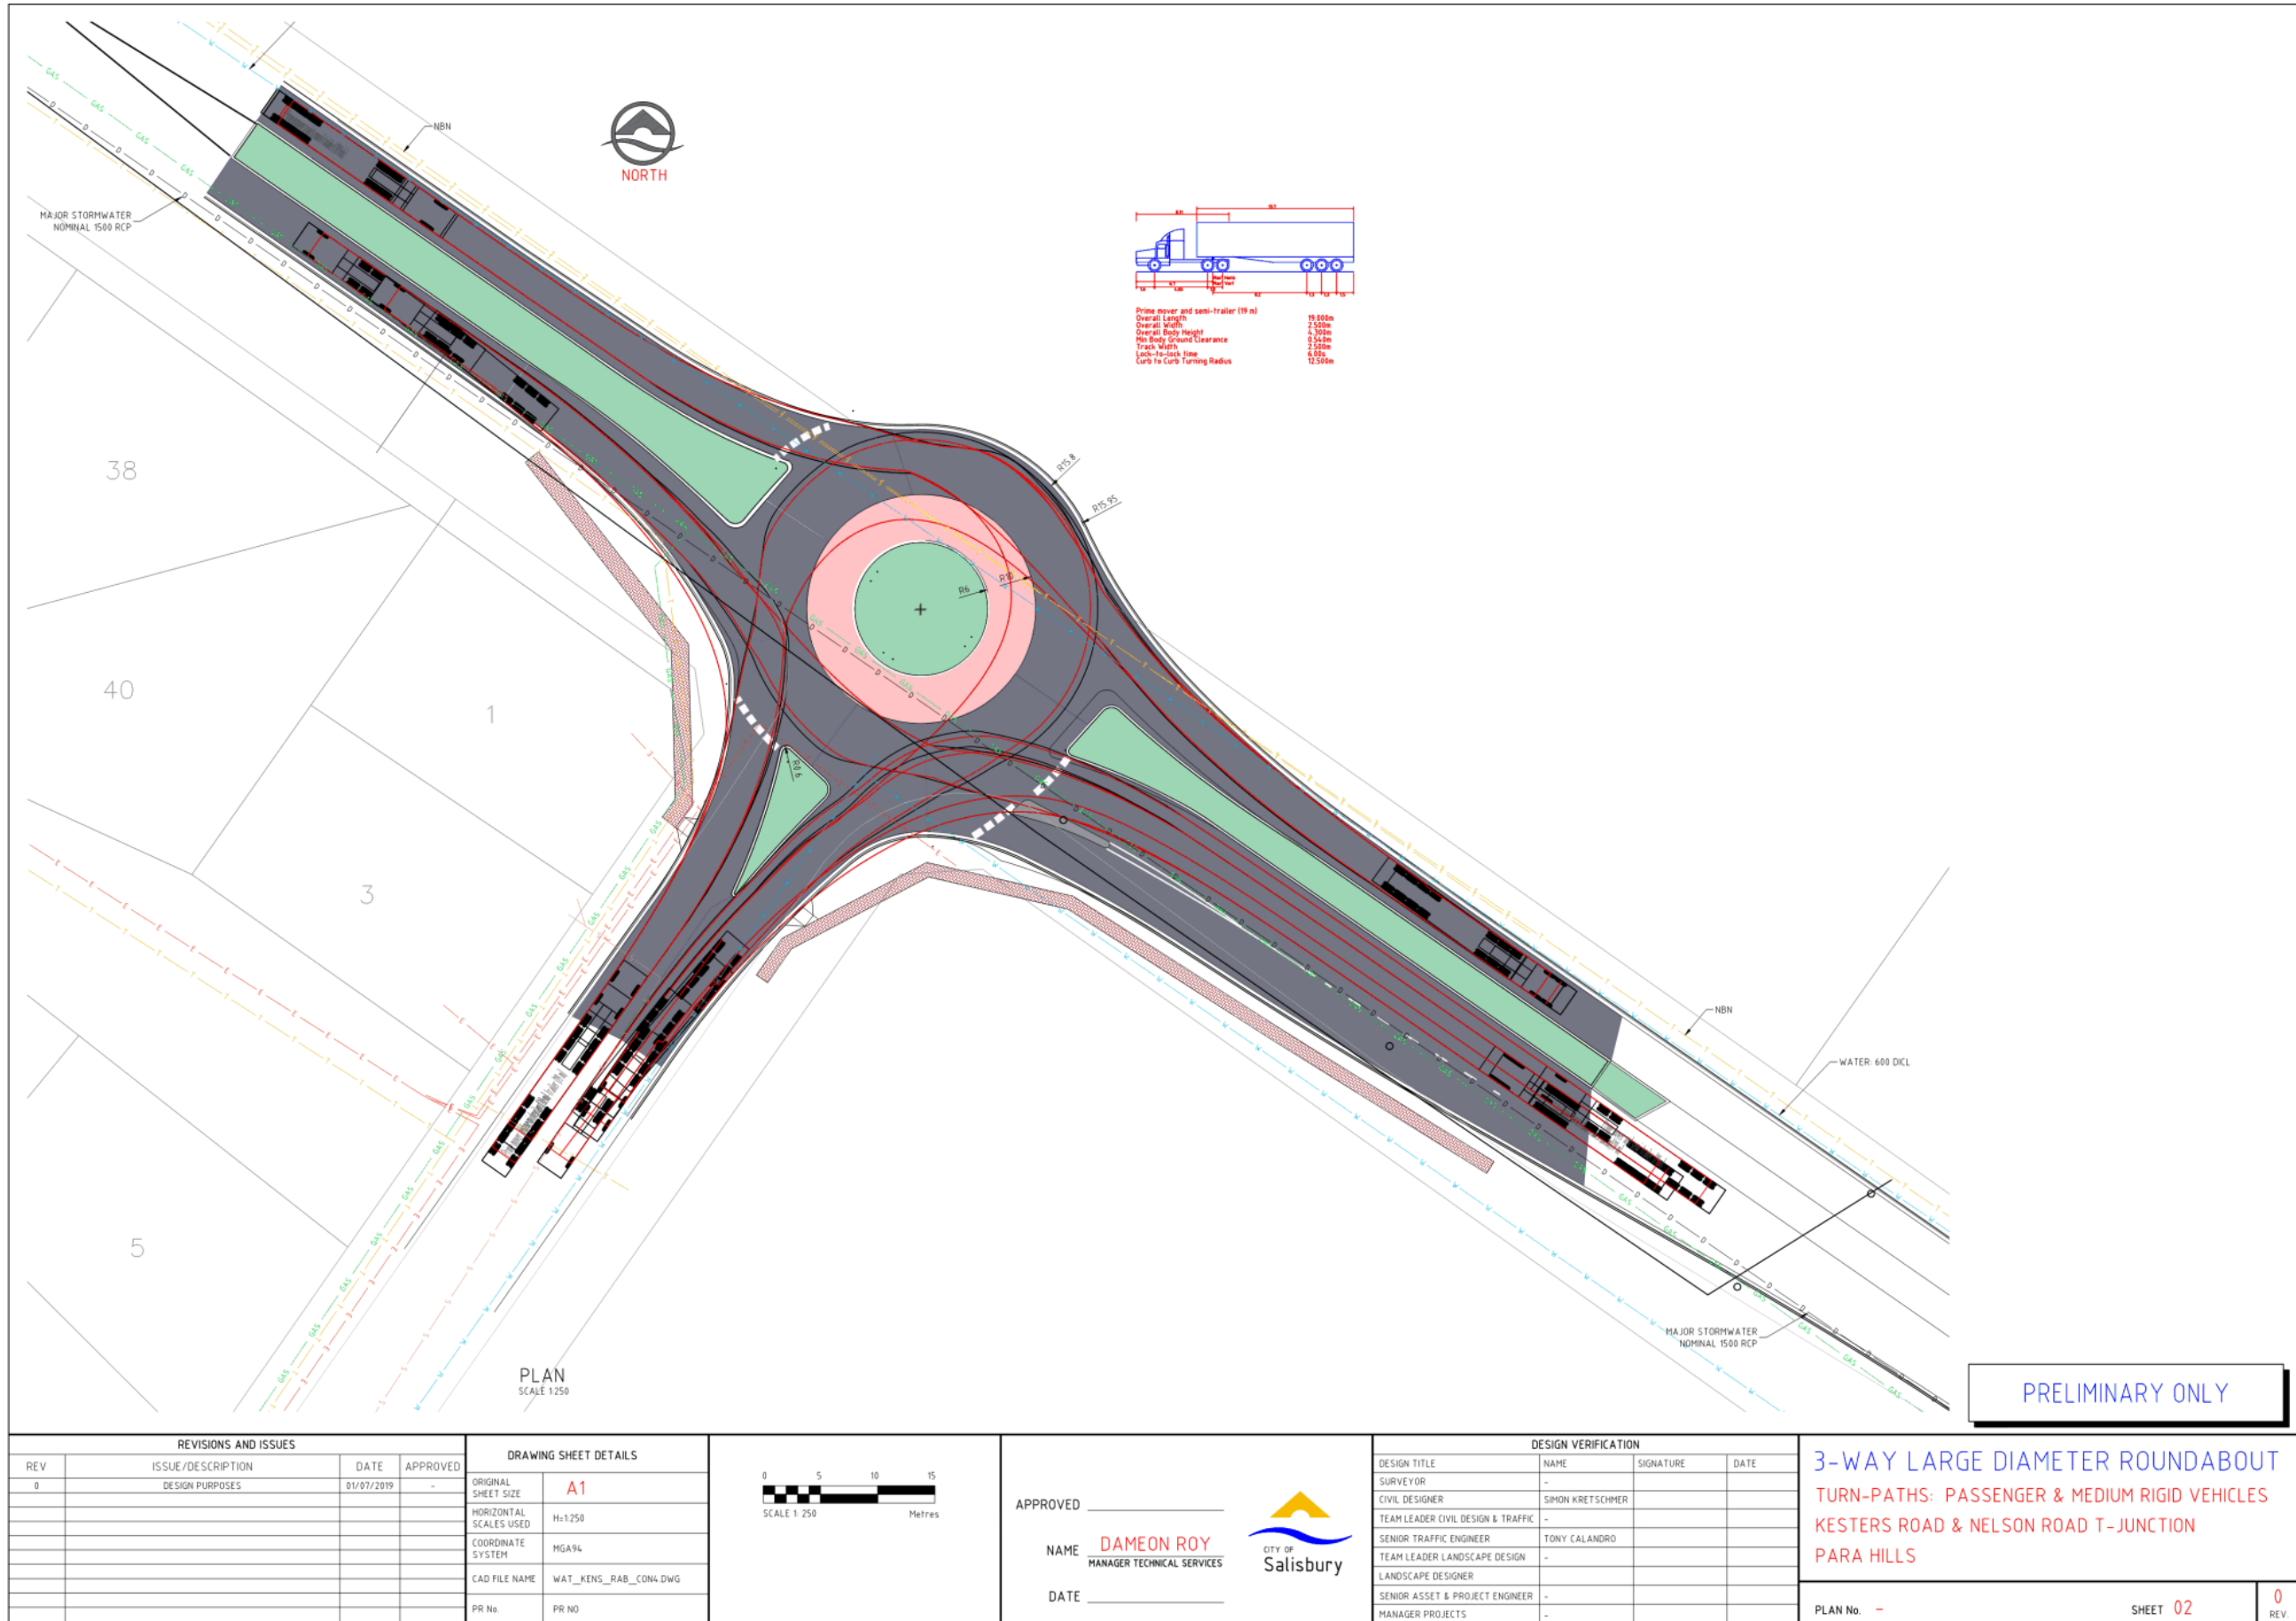 NBN
NORTH
MAJOR STORMWATER
NOMINAL 1500 RCP
Prime mover and semi-trailer (19 m)
Overall Length 19.000m
Overall Width 2.500m
Overall Body Height 4.300m
Min Body Ground Clearance 0.540m
Track Width 2.500m
Lock-to-lock time 6.00s
Curb to Curb Turning Radius 12.500m
R15.8
R15.95
R10
R6
R0.6
38
40
1
3
5
NBN
WATER: 600 DICL
MAJOR STORMWATER
NOMINAL 1500 RCP
PLAN
SCALE 1:250
PRELIMINARY ONLY
REVISIONS AND ISSUES
REV ISSUE/DESCRIPTION DATE APPROVED
0 DESIGN PURPOSES 01/07/2019 -
DRAWING SHEET DETAILS
ORIGINAL SHEET SIZE A1
HORIZONTAL SCALES USED H=1:250
COORDINATE SYSTEM MGA94
CAD FILE NAME WAT_KENS_RAB_CON4.DWG
PR No. PR NO
0 5 10 15
SCALE 1: 250 Metres
APPROVED
NAME DAMEON ROY
MANAGER TECHNICAL SERVICES
DATE
CITY OF
Salisbury
DESIGN VERIFICATION
DESIGN TITLE NAME SIGNATURE DATE
SURVEYOR -
CIVIL DESIGNER SIMON KRETSCHMER
TEAM LEADER CIVIL DESIGN & TRAFFIC -
SENIOR TRAFFIC ENGINEER TONY CALANDRO
TEAM LEADER LANDSCAPE DESIGN -
LANDSCAPE DESIGNER
SENIOR ASSET & PROJECT ENGINEER -
MANAGER PROJECTS -
3-WAY LARGE DIAMETER ROUNDABOUT
TURN-PATHS: PASSENGER & MEDIUM RIGID VEHICLES
KESTERS ROAD & NELSON ROAD T-JUNCTION
PARA HILLS
PLAN No. - SHEET 02 0 REV